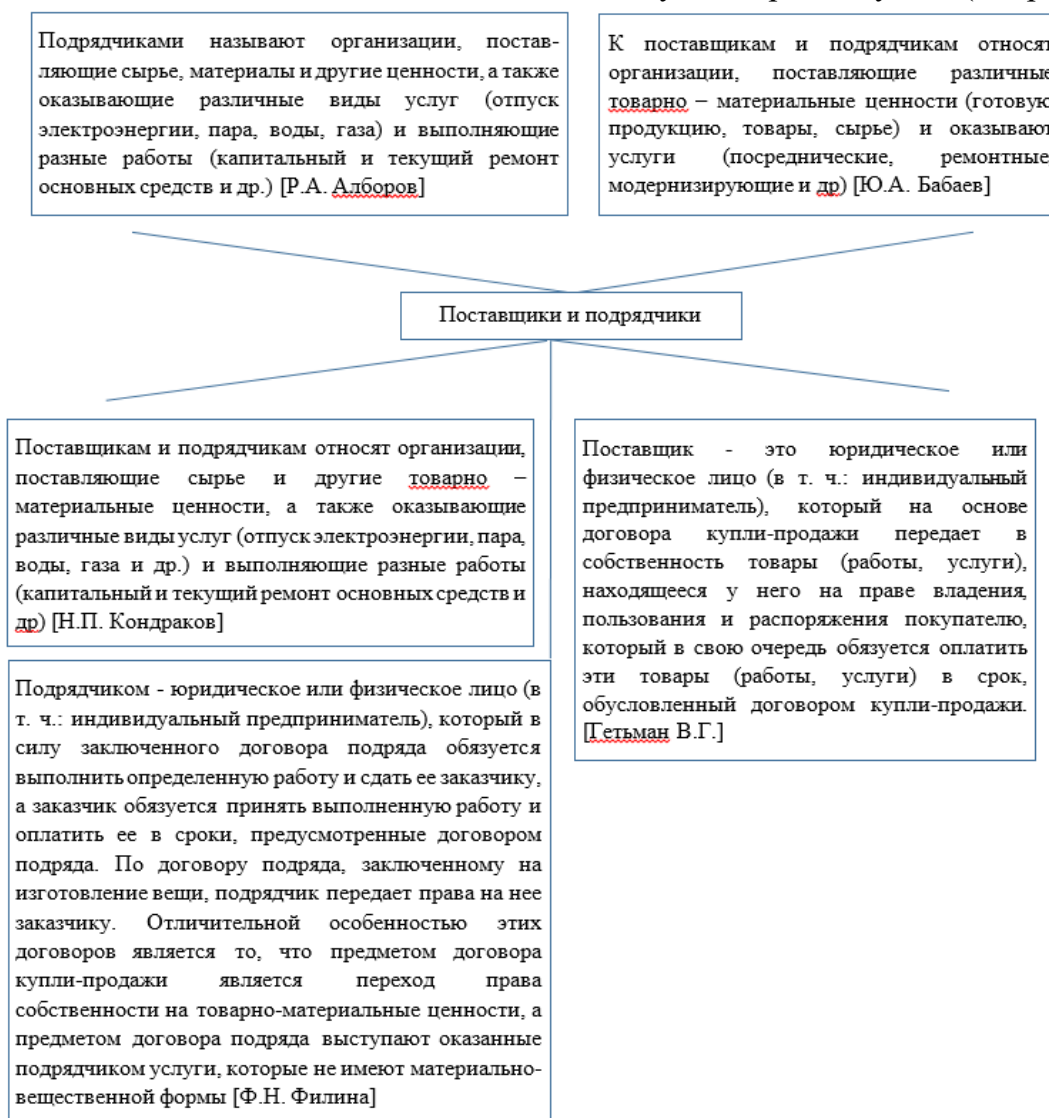 Подрядчиками называют организации, постав-
ляющие сырье, материалы и другие ценности, а также
оказывающие различные виды услуг (отпуск
электроэнергии, пара, воды, газа) и выполняющие
разные работы (капитальный и текущий ремонт
основных средств и др.) [Р.А. Алборов]
К поставщикам и подрядчикам относят
организации, поставляющие различные
товарно – материальные ценности (готовую
продукцию, товары, сырье) и оказывают
услуги (посреднические, ремонтные,
модернизирующие и др) [Ю.А. Бабаев]
Поставщики и подрядчики
Поставщикам и подрядчикам относят организации,
поставляющие сырье и другие товарно –
материальные ценности, а также оказывающие
различные виды услуг (отпуск электроэнергии, пара,
воды, газа и др.) и выполняющие разные работы
(капитальный и текущий ремонт основных средств и
др) [Н.П. Кондраков]
Поставщик - это юридическое или
физическое лицо (в т. ч.: индивидуальный
предприниматель), который на основе
договора купли-продажи передает в
собственность товары (работы, услуги),
находящееся у него на праве владения,
пользования и распоряжения покупателю,
который в свою очередь обязуется оплатить
эти товары (работы, услуги) в срок,
обусловленный договором купли-продажи.
[Гетьман В.Г.]
Подрядчиком - юридическое или физическое лицо (в
т. ч.: индивидуальный предприниматель), который в
силу заключенного договора подряда обязуется
выполнить определенную работу и сдать ее заказчику,
а заказчик обязуется принять выполненную работу и
оплатить ее в сроки, предусмотренные договором
подряда. По договору подряда, заключенному на
изготовление вещи, подрядчик передает права на нее
заказчику. Отличительной особенностью этих
договоров является то, что предметом договора
купли-продажи является переход права
собственности на товарно-материальные ценности, а
предметом договора подряда выступают оказанные
подрядчиком услуги, которые не имеют материально-
вещественной формы [Ф.Н. Филина]